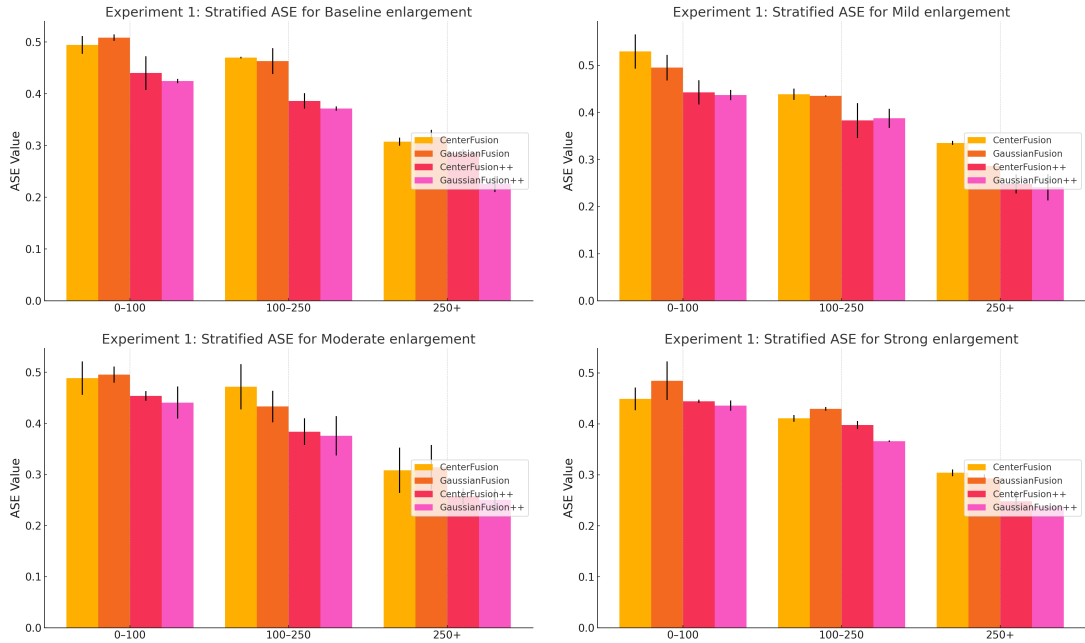 Experiment 1: Stratified ASE for Baseline enlargement
ASE Value
0.5
0.4
0.3
0.2
0.1
0.0
0–100
100–250
250+
CenterFusion
GaussianFusion
CenterFusion++
GaussianFusion++
Experiment 1: Stratified ASE for Mild enlargement
ASE Value
0.5
0.4
0.3
0.2
0.1
0.0
0–100
100–250
250+
CenterFusion
GaussianFusion
CenterFusion++
GaussianFusion++
Experiment 1: Stratified ASE for Moderate enlargement
ASE Value
0.5
0.4
0.3
0.2
0.1
0.0
0–100
100–250
250+
CenterFusion
GaussianFusion
CenterFusion++
GaussianFusion++
Experiment 1: Stratified ASE for Strong enlargement
ASE Value
0.5
0.4
0.3
0.2
0.1
0.0
0–100
100–250
250+
CenterFusion
GaussianFusion
CenterFusion++
GaussianFusion++